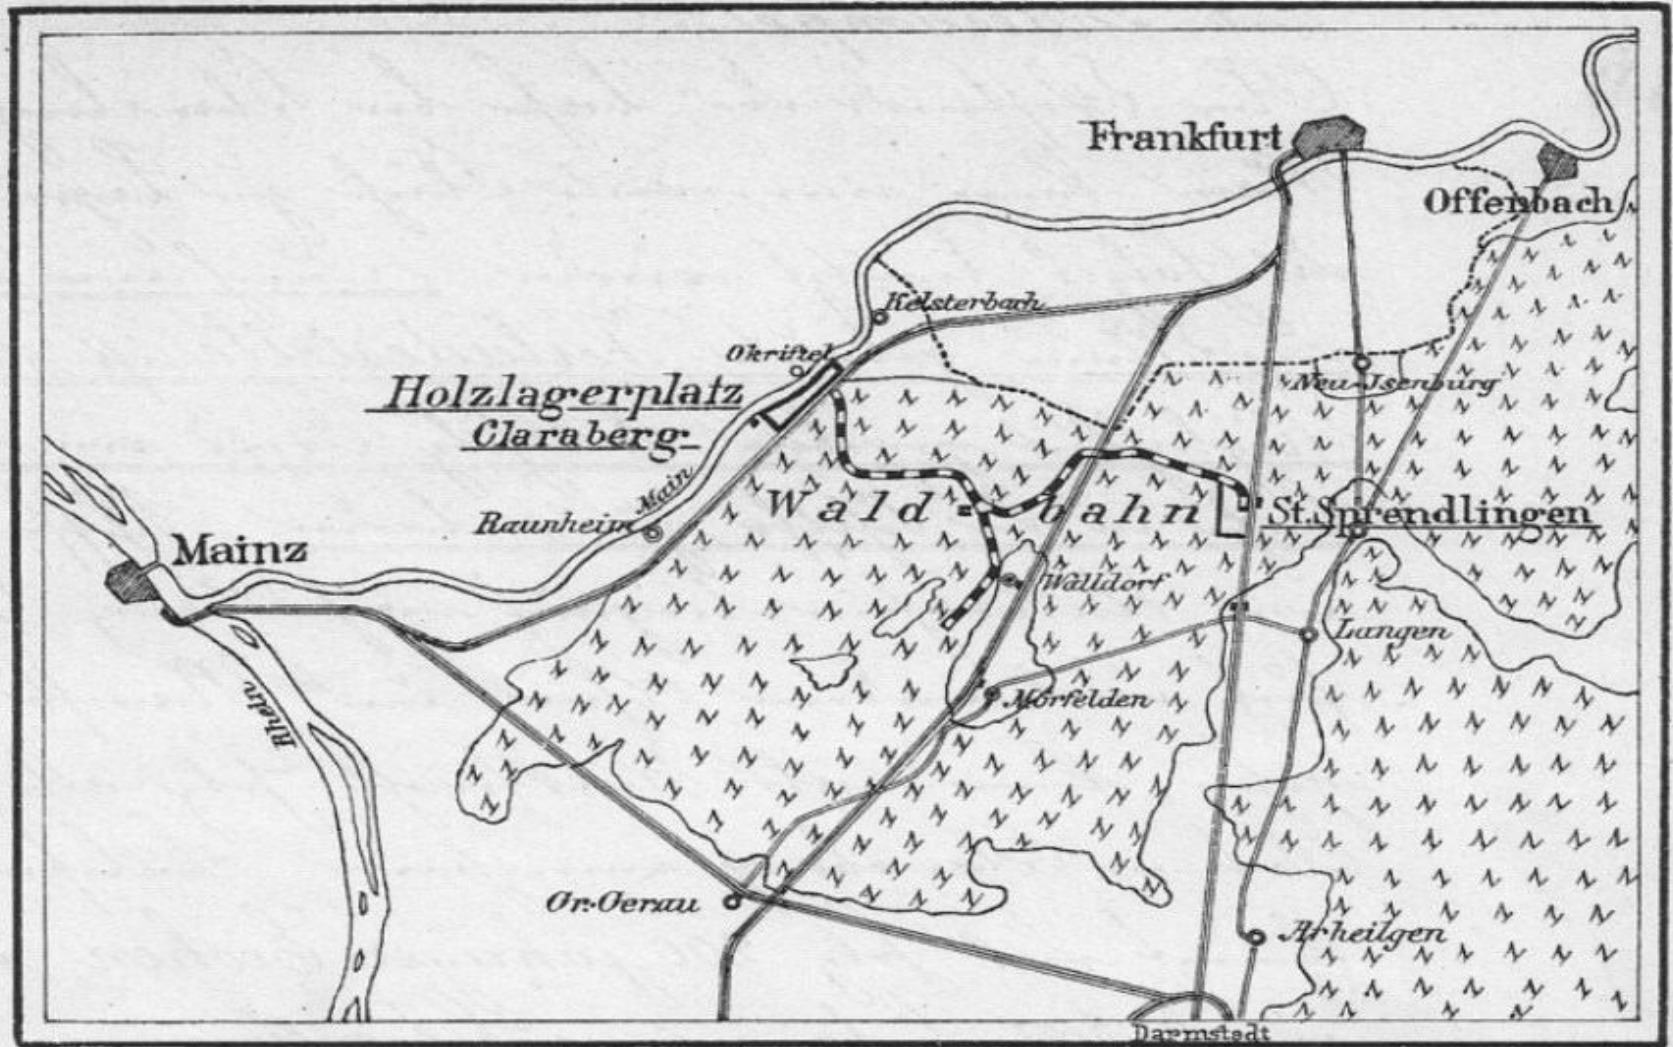 Frankfurt
Offenbach
Kelsterbach
Okriftel
Holzlagerplatz
Claraberg
Neu-Isenburg
Main
Raunheim
Wald - bahn
St. Sprendlingen
Mainz
Walldorf
Langen
Rhein
Mörfelden
Gr. Gerau
Arheilgen
Darmstadt